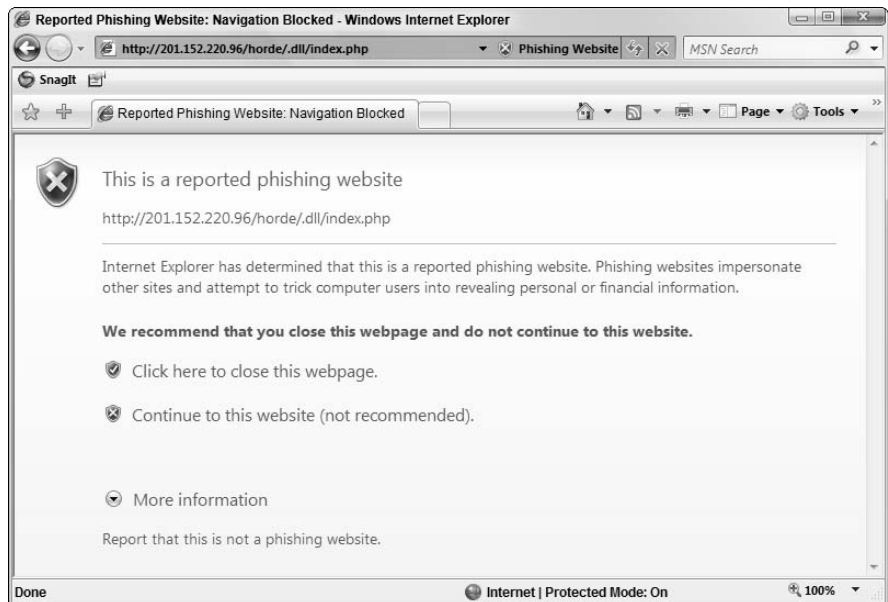 Reported Phishing Website: Navigation Blocked - Windows Internet Explorer
http://201.152.220.96/horde/.dll/index.php
Phishing Website
MSN Search
SnagIt
Reported Phishing Website: Navigation Blocked
Page
Tools
This is a reported phishing website
http://201.152.220.96/horde/.dll/index.php
Internet Explorer has determined that this is a reported phishing website. Phishing websites impersonate
other sites and attempt to trick computer users into revealing personal or financial information.
We recommend that you close this webpage and do not continue to this website.
Click here to close this webpage.
Continue to this website (not recommended).
More information
Report that this is not a phishing website.
Done
Internet | Protected Mode: On
100%